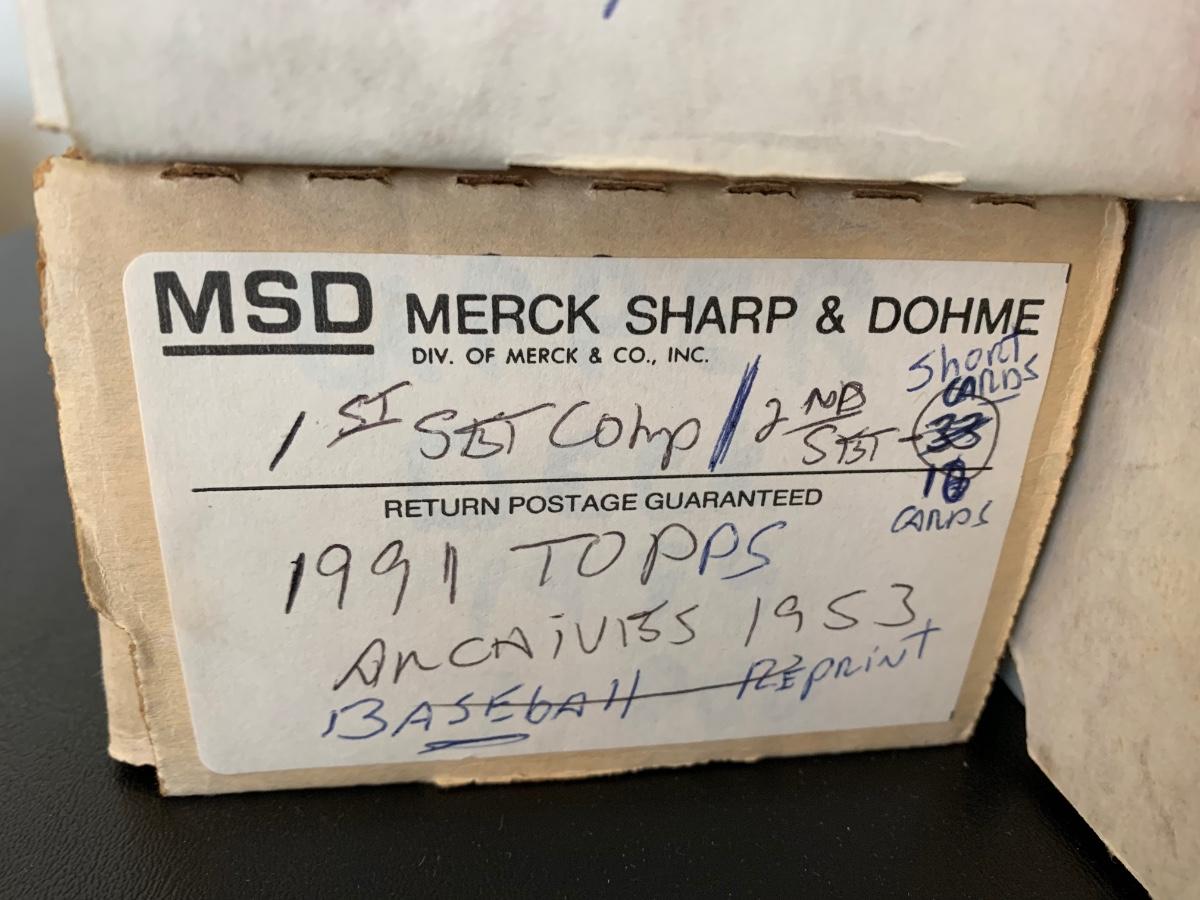 MSD MERCK SHARP & DOHME
DIV. OF MERCK & CO., INC.
Short
CARDS
1ST SET Comp / 2ND SET - 33
CARDS
RETURN POSTAGE GUARANTEED
1991 TOPPS
ARCHIVES 1953
BASEbAll REPRiNT